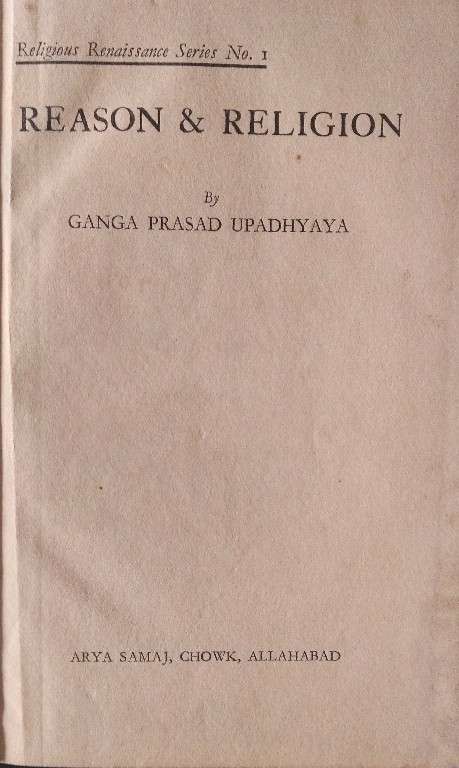 Religious Renaissance Series No. 1
REASON & RELIGION
By
GANGA PRASAD UPADHYAYA
ARYA SAMAJ, CHOWK, ALLAHABAD